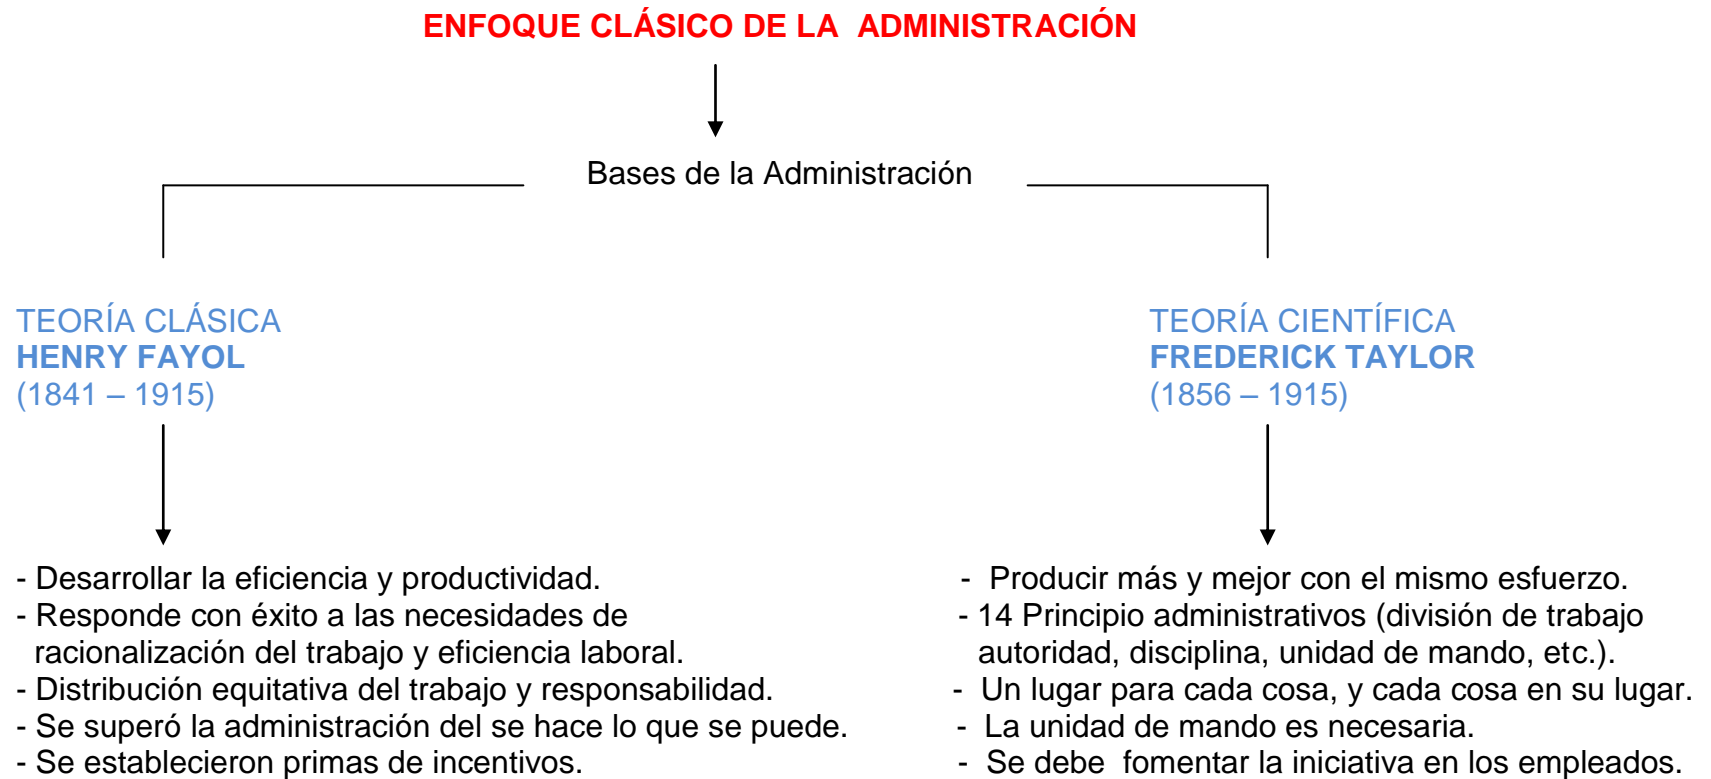 ENFOQUE CLÁSICO DE LA  ADMINISTRACIÓN
Bases de la Administración
TEORÍA CLÁSICA
HENRY FAYOL
(1841 – 1915)
- Desarrollar la eficiencia y productividad.
- Responde con éxito a las necesidades de
racionalización del trabajo y eficiencia laboral.
- Distribución equitativa del trabajo y responsabilidad.
- Se superó la administración del se hace lo que se puede.
- Se establecieron primas de incentivos.
TEORÍA CIENTÍFICA
FREDERICK TAYLOR
(1856 – 1915)
-  Producir más y mejor con el mismo esfuerzo.
- 14 Principio administrativos (división de trabajo
autoridad, disciplina, unidad de mando, etc.).
-  Un lugar para cada cosa, y cada cosa en su lugar.
-  La unidad de mando es necesaria.
-  Se debe  fomentar la iniciativa en los empleados.